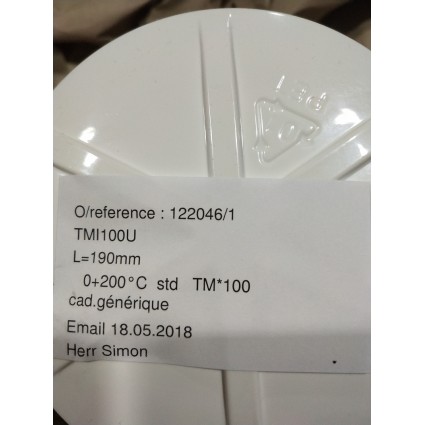 O/reference : 122046/1
TMI100U
L=190mm
0+200°C std TM*100
cad.générique
Email 18.05.2018
Herr Simon